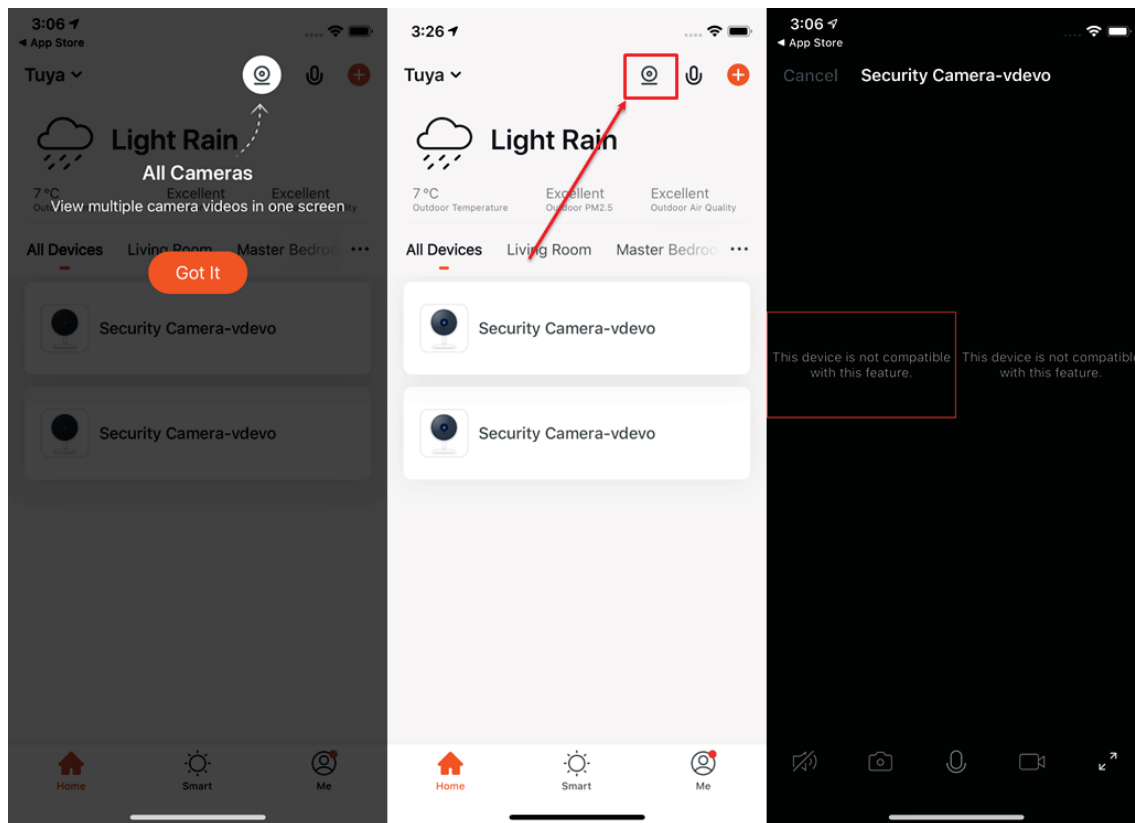 3:06
◀ App Store
Tuya
Light Rain
All Cameras
7 °C Excellent Excellent
View multiple camera videos in one screen
All Devices Living Room Master Bedroo
Got It
Security Camera-vdevo
Security Camera-vdevo
Home Smart Me
3:26
Tuya
Light Rain
7 °C Excellent Excellent
Outdoor Temperature Outdoor PM2.5 Outdoor Air Quality
All Devices Living Room Master Bedroo
Security Camera-vdevo
Security Camera-vdevo
Home Smart Me
3:06
◀ App Store
Cancel Security Camera-vdevo
This device is not compatible
with this feature.
This device is not compatible
with this feature.